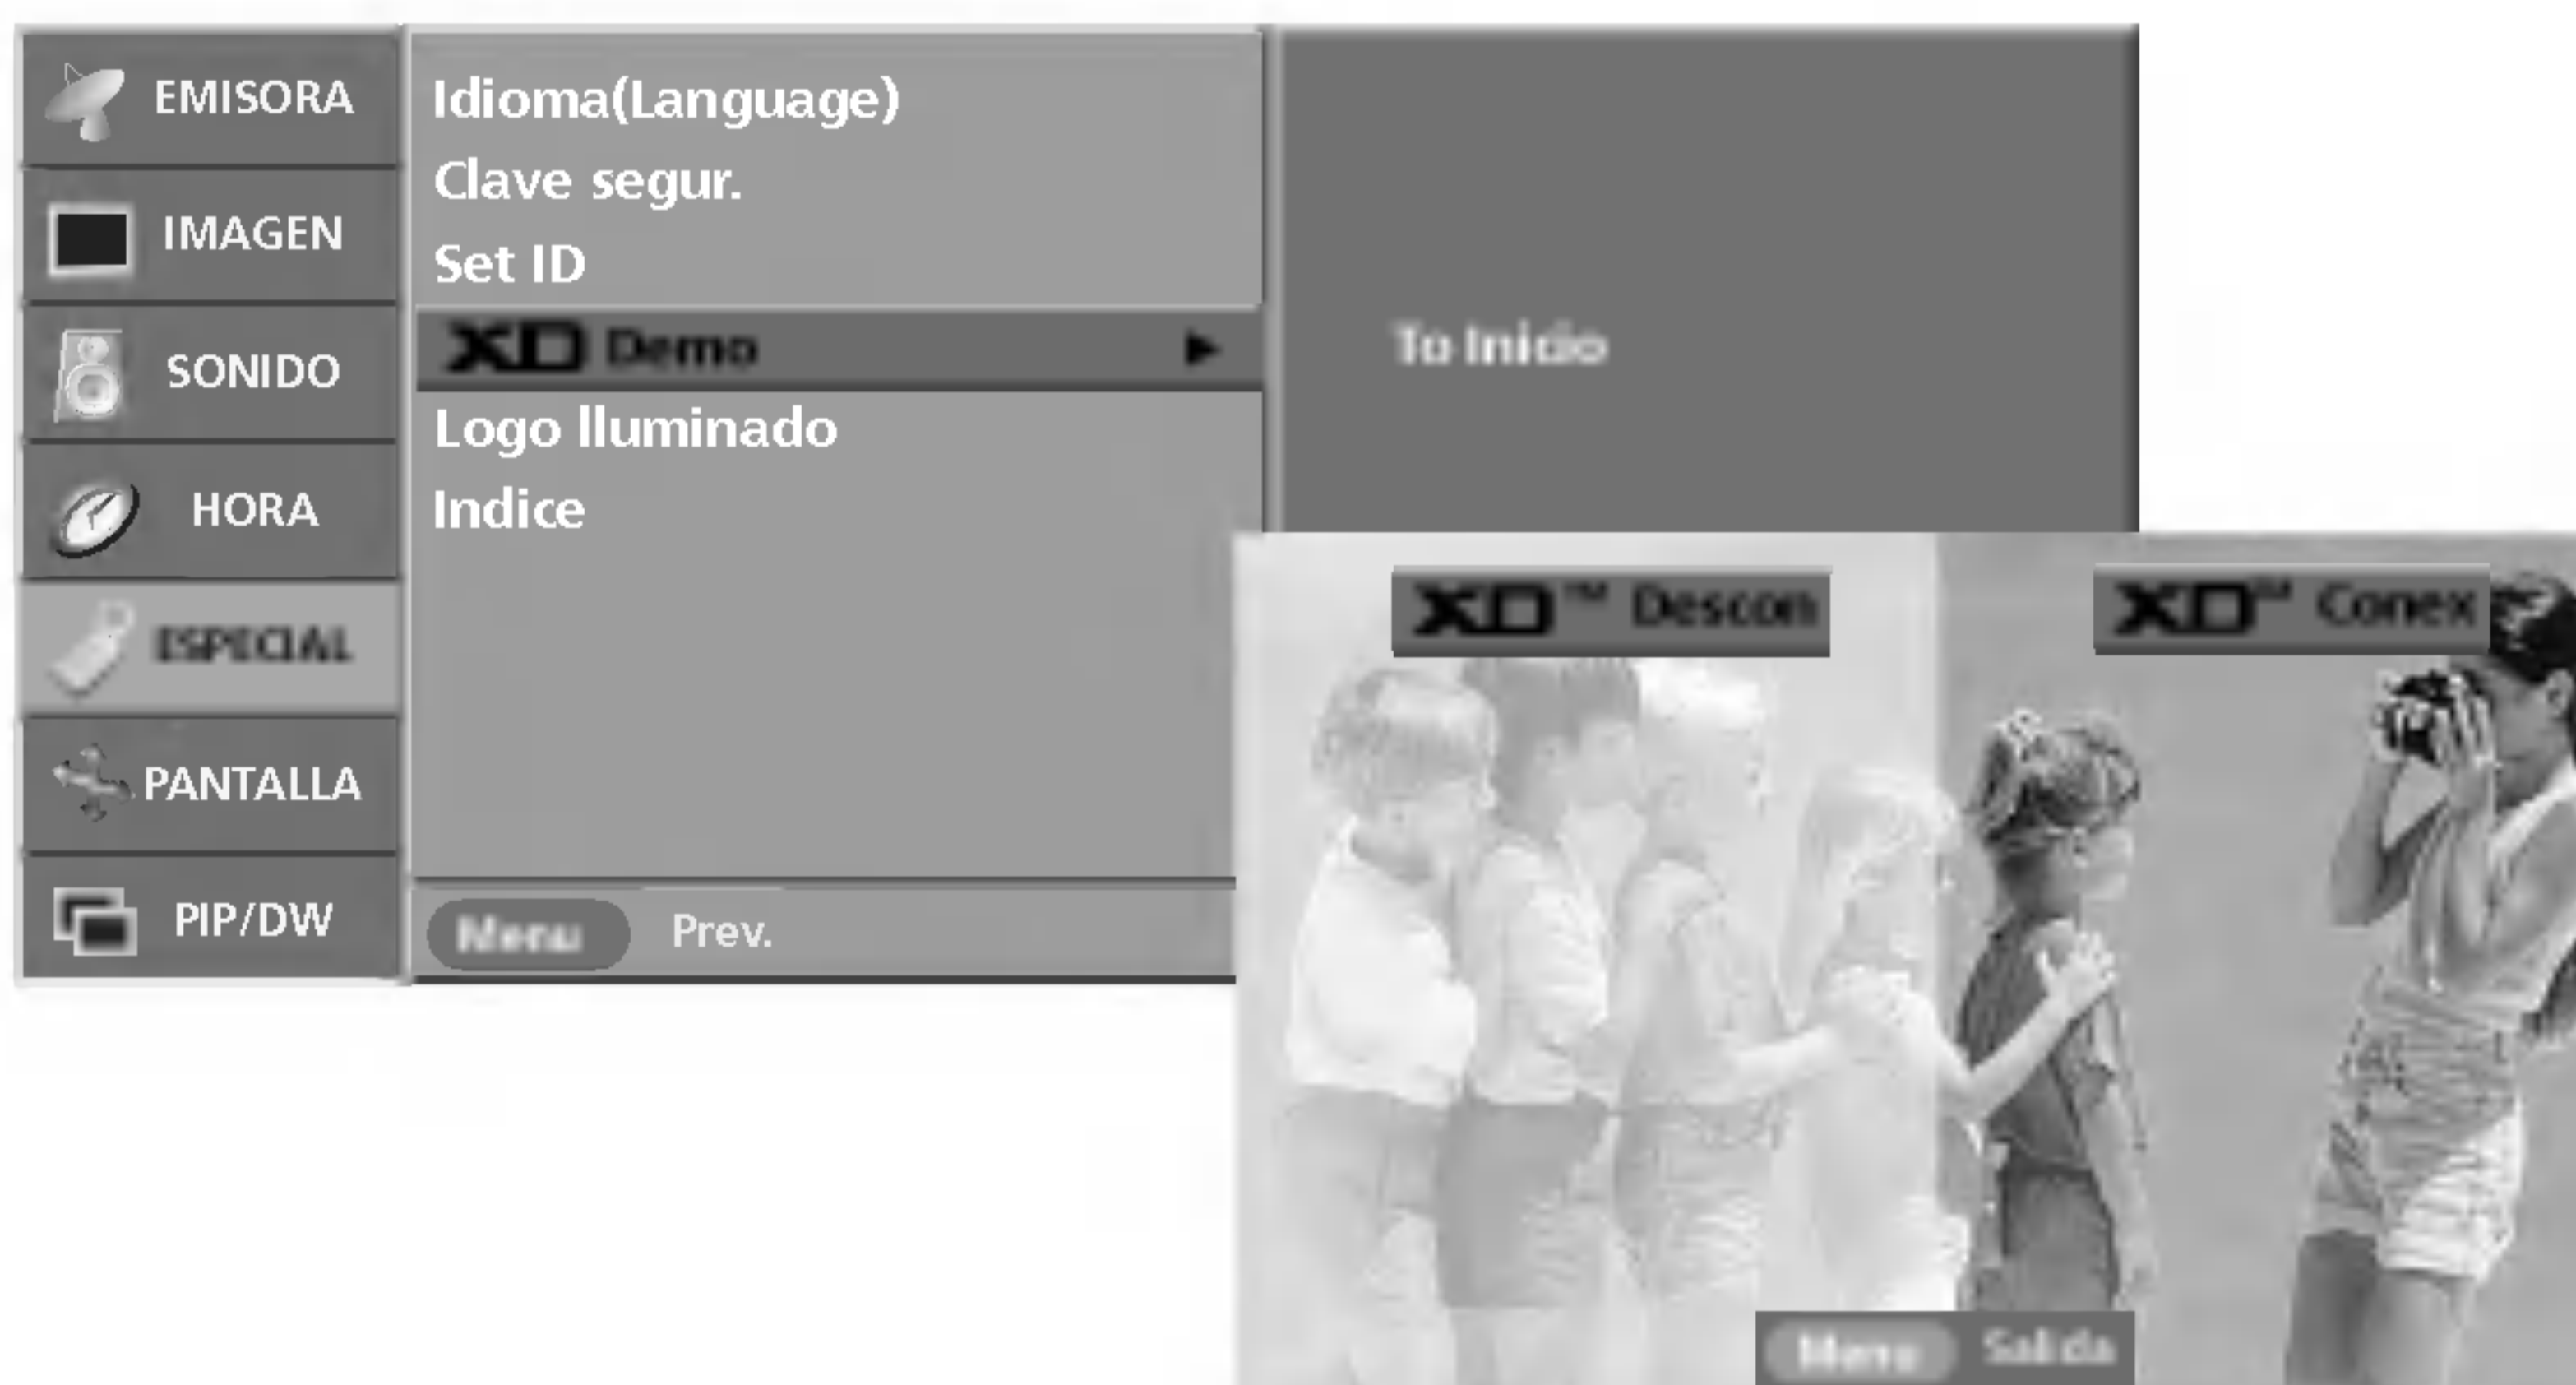 EMISORA
IMAGEN
SONIDO
HORA
ESPECIAL
PANTALLA
PIP/DW
Idioma(Language)
Clave segur.
Set ID
XD Demo ►
Logo Iluminado
Indice
Menu Prev.
To Inicio
XD™ Descon
XD™ Conex
Menu Salida